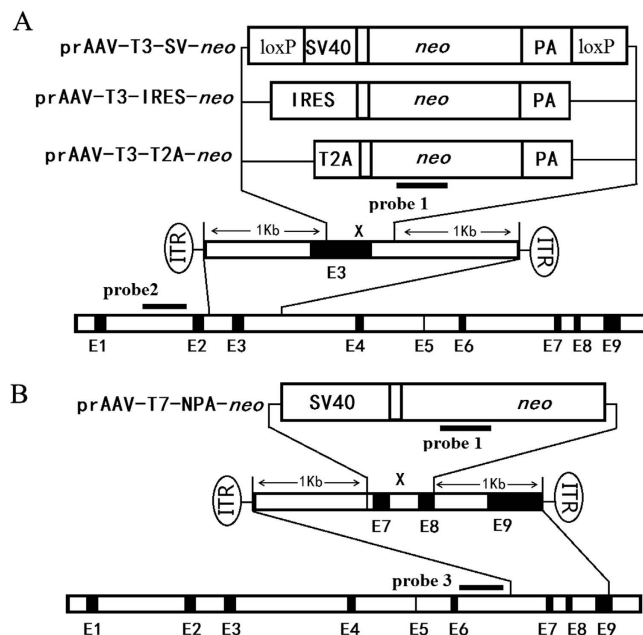 A
prAAV-T3-SV-neo loxP SV40 neo PA loxP
prAAV-T3-IRES-neo IRES neo PA
prAAV-T3-T2A-neo T2A neo PA
probe 1
ITR 1Kb X 1Kb ITR
E3
probe2
E1 E2 E3 E4 E5 E6 E7 E8 E9
B
prAAV-T7-NPA-neo SV40 neo
probe 1
ITR 1Kb X 1Kb ITR
E7 E8 E9
probe 3
E1 E2 E3 E4 E5 E6 E7 E8 E9